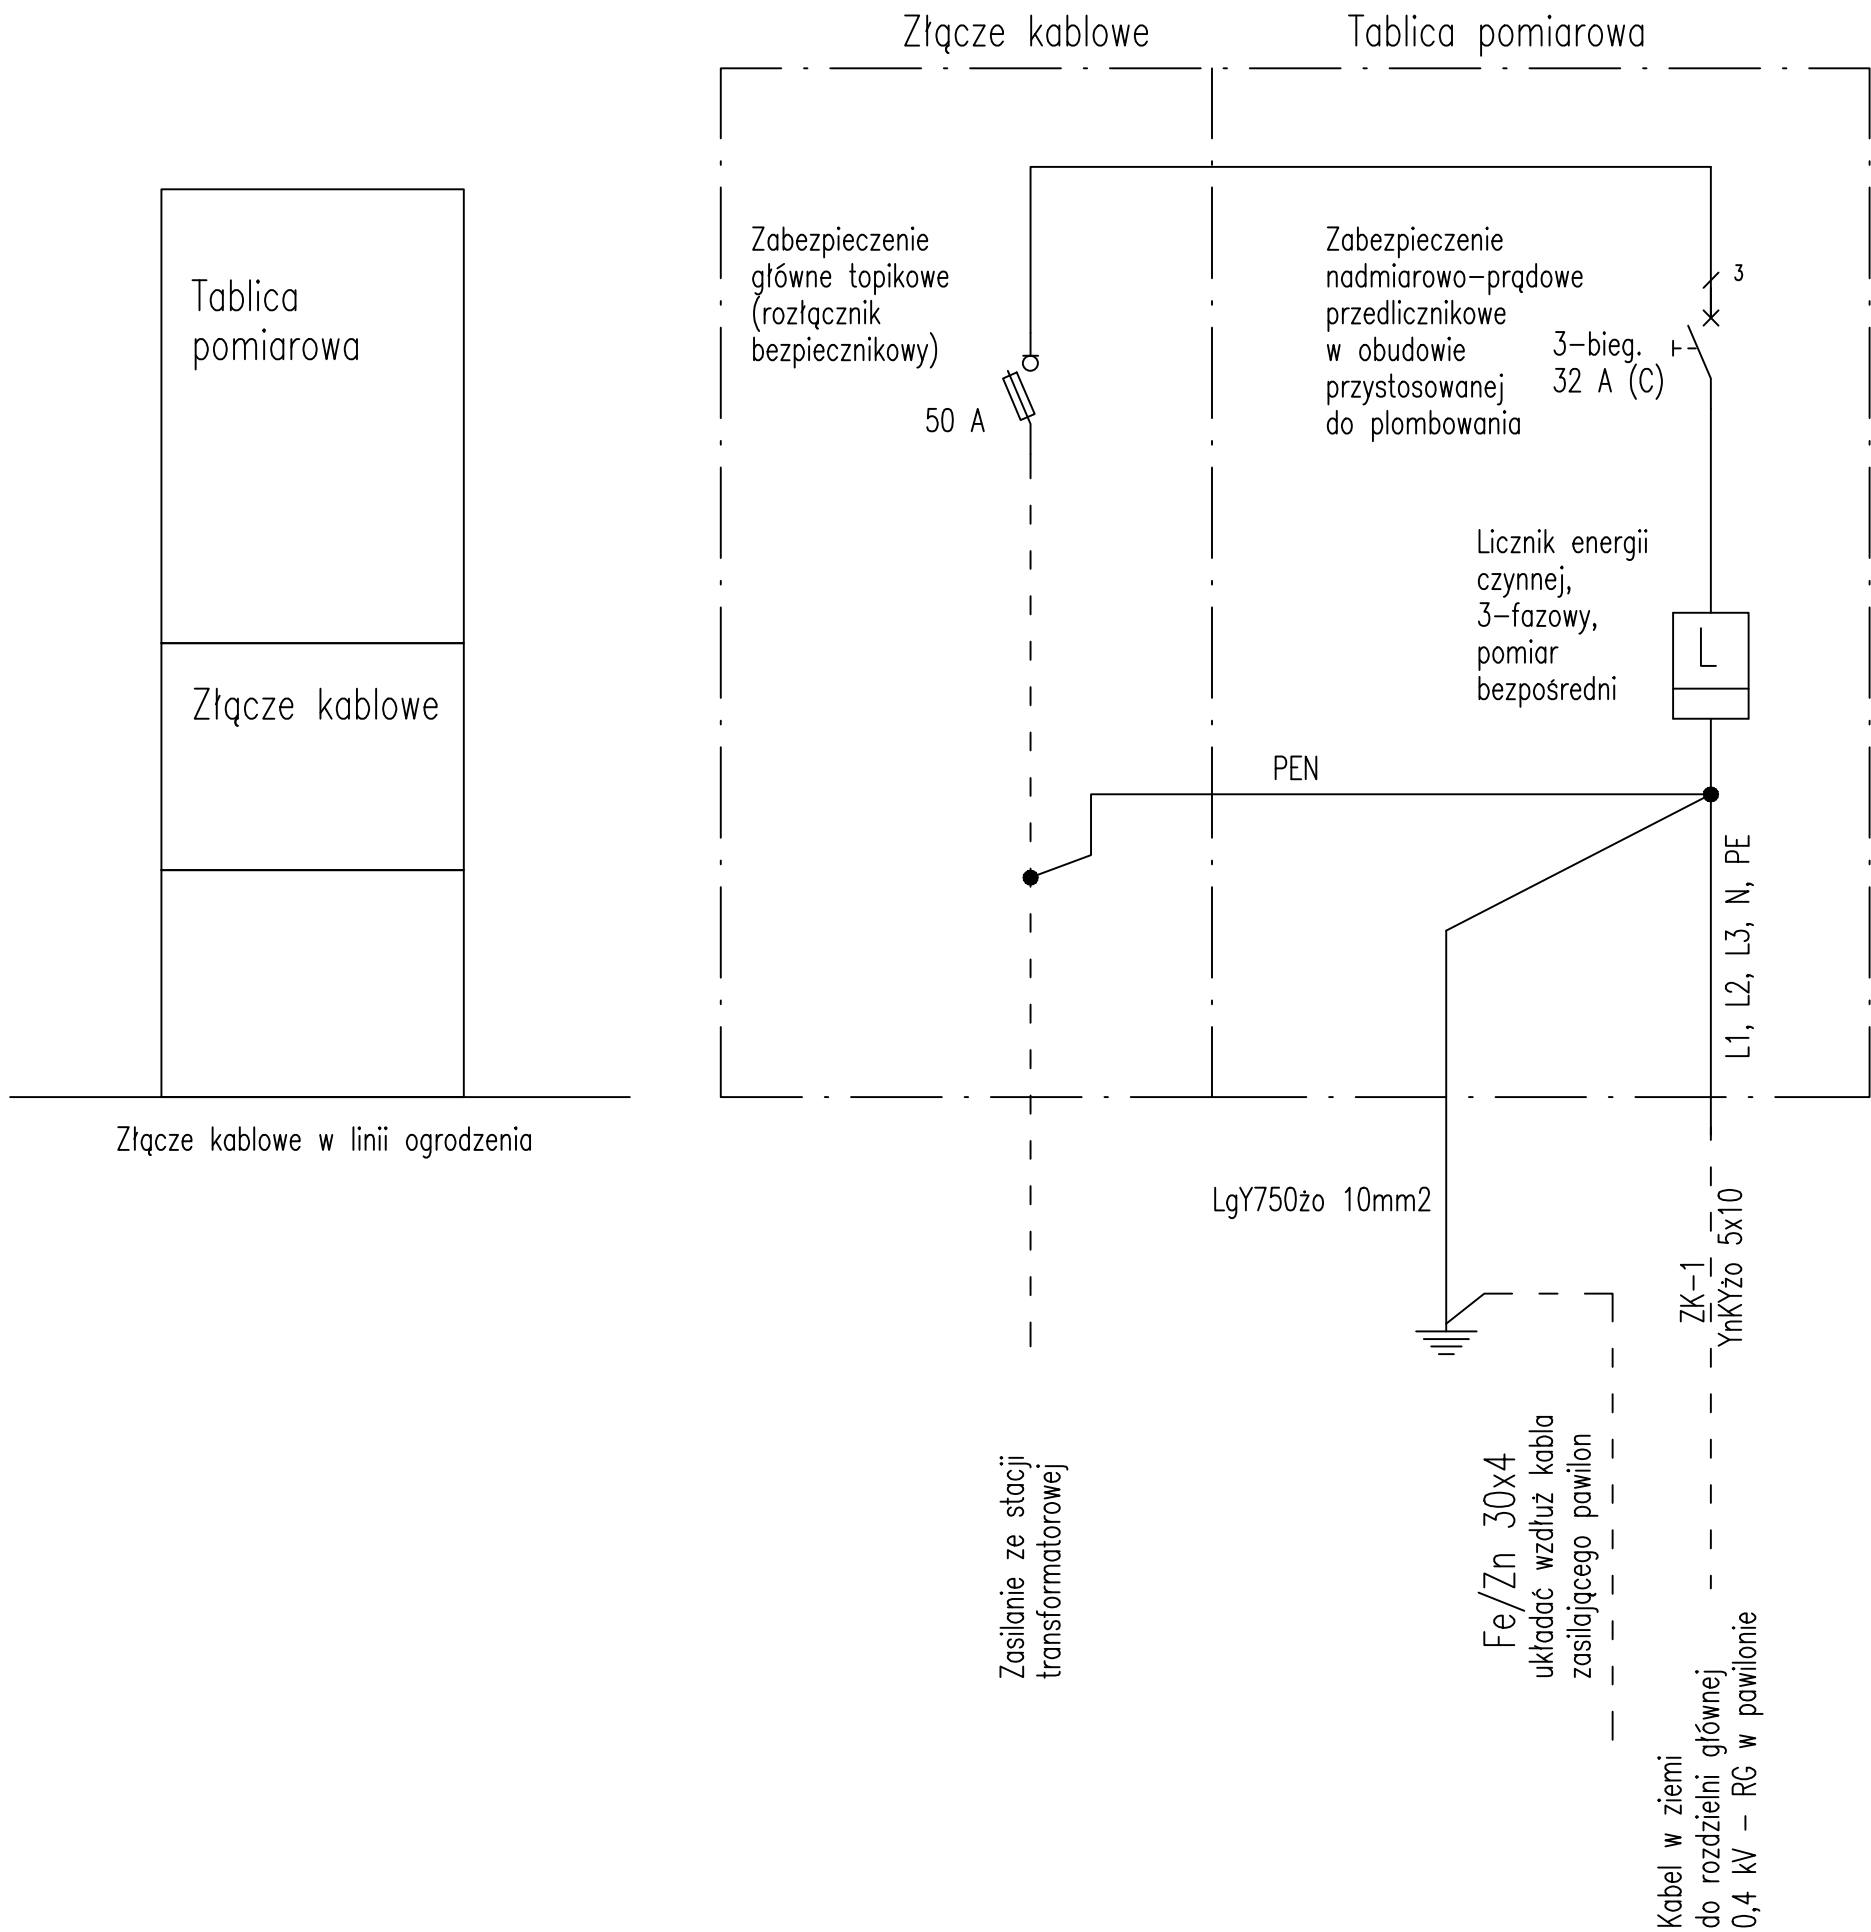 Złącze kablowe
Tablica pomiarowa
Tablica
pomiarowa
Złącze kablowe
Złącze kablowe w linii ogrodzenia
Zabezpieczenie
główne topikowe
(rozłącznik
bezpiecznikowy)
50 A
Zabezpieczenie
nadmiarowo-prądowe
przedlicznikowe
w obudowie
przystosowanej
do plombowania
3-bieg.
32 A (C)
3
Licznik energii
czynnej,
3-fazowy,
pomiar
bezpośredni
L
PEN
L1, L2, L3, N, PE
LgY750żo 10mm2
ZK-1
YnKYżo 5x10
Zasilanie ze stacji
transformatorowej
Fe/Zn 30x4
układać wzdłuż kabla
zasilającego pawilon
Kabel w ziemi
do rozdzielni głównej
0,4 kV - RG w pawilonie